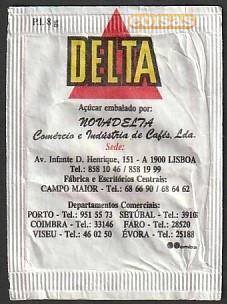 P.L 8 g
coisas
DELTA
Açúcar embalado por:
NOVADELTA
Comércio e Indústria de Cafés, Lda.
Sede:
Av. Infante D. Henrique, 151 - A 1900 LISBOA
Tel.: 858 10 46 / 858 19 99
Fábrica e Escritórios Centrais:
CAMPO MAIOR - Tel.: 68 66 90 / 68 64 62
Departamentos Comerciais:
PORTO - Tel.: 951 55 73 SETÚBAL - Tel.: 3910
COIMBRA - Tel.: 33146 FARO - Tel.: 28520
VISEU - Tel.: 46 02 50 ÉVORA - Tel.: 25188